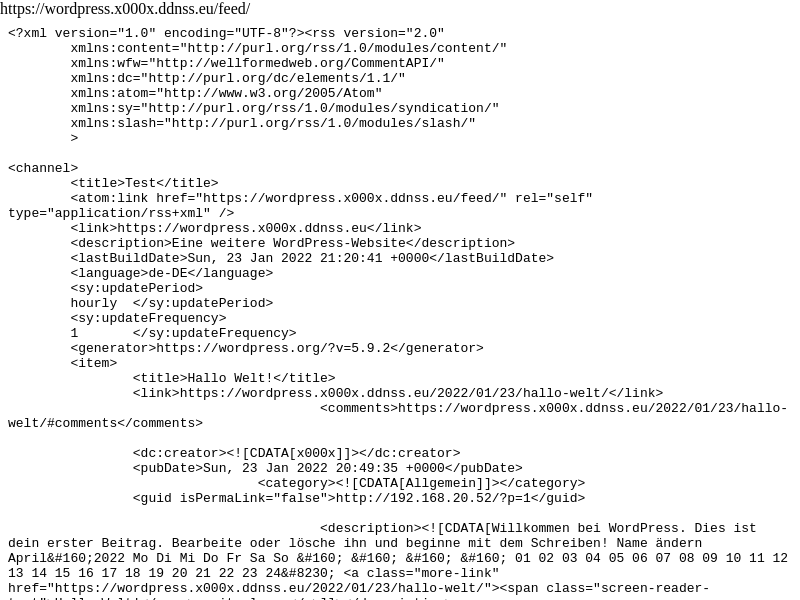 https://wordpress.x000x.ddnss.eu/feed/
<?xml version="1.0" encoding="UTF-8"?><rss version="2.0"
xmlns:content="http://purl.org/rss/1.0/modules/content/"
xmlns:wfw="http://wellformedweb.org/CommentAPI/"
xmlns:dc="http://purl.org/dc/elements/1.1/"
xmlns:atom="http://www.w3.org/2005/Atom"
xmlns:sy="http://purl.org/rss/1.0/modules/syndication/"
xmlns:slash="http://purl.org/rss/1.0/modules/slash/"
>
<channel>
<title>Test</title>
<atom:link href="https://wordpress.x000x.ddnss.eu/feed/" rel="self"
type="application/rss+xml" />
<link>https://wordpress.x000x.ddnss.eu</link>
<description>Eine weitere WordPress-Website</description>
<lastBuildDate>Sun, 23 Jan 2022 21:20:41 +0000</lastBuildDate>
<language>de-DE</language>
<sy:updatePeriod>
hourly </sy:updatePeriod>
<sy:updateFrequency>
1 </sy:updateFrequency>
<generator>https://wordpress.org/?v=5.9.2</generator>
<item>
<title>Hallo Welt!</title>
<link>https://wordpress.x000x.ddnss.eu/2022/01/23/hallo-welt/</link>
<comments>https://wordpress.x000x.ddnss.eu/2022/01/23/hallo-
welt/#comments</comments>
<dc:creator><![CDATA[x000x]]></dc:creator>
<pubDate>Sun, 23 Jan 2022 20:49:35 +0000</pubDate>
<category><![CDATA[Allgemein]]></category>
<guid isPermaLink="false">http://192.168.20.52/?p=1</guid>
<description><![CDATA[Willkommen bei WordPress. Dies ist
dein erster Beitrag. Bearbeite oder lösche ihn und beginne mit dem Schreiben! Name ändern
April&#160;2022 Mo Di Mi Do Fr Sa So &#160; &#160; &#160; &#160; 01 02 03 04 05 06 07 08 09 10 11 12
13 14 15 16 17 18 19 20 21 22 23 24&#8230; <a class="more-link"
href="https://wordpress.x000x.ddnss.eu/2022/01/23/hallo-welt/"><span class="screen-reader-